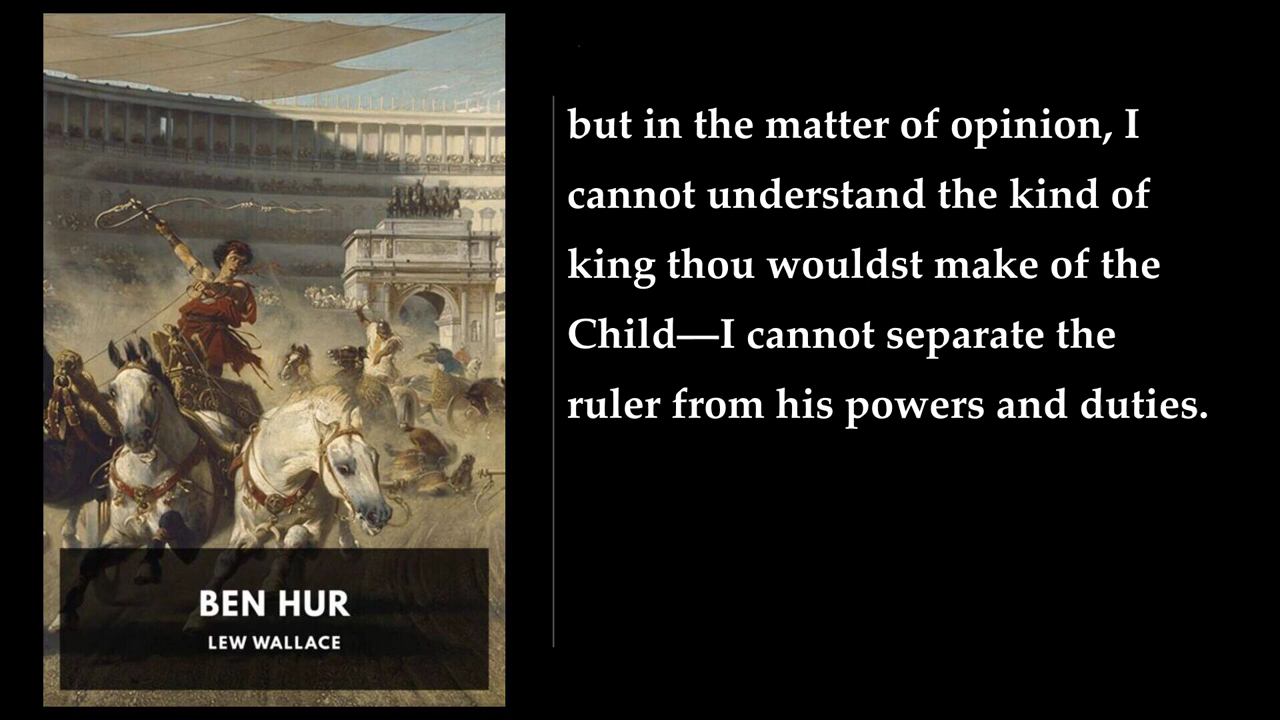 but in the matter of opinion, I
cannot understand the kind of
king thou wouldst make of the
Child—I cannot separate the
ruler from his powers and duties.
BEN HUR
LEW WALLACE